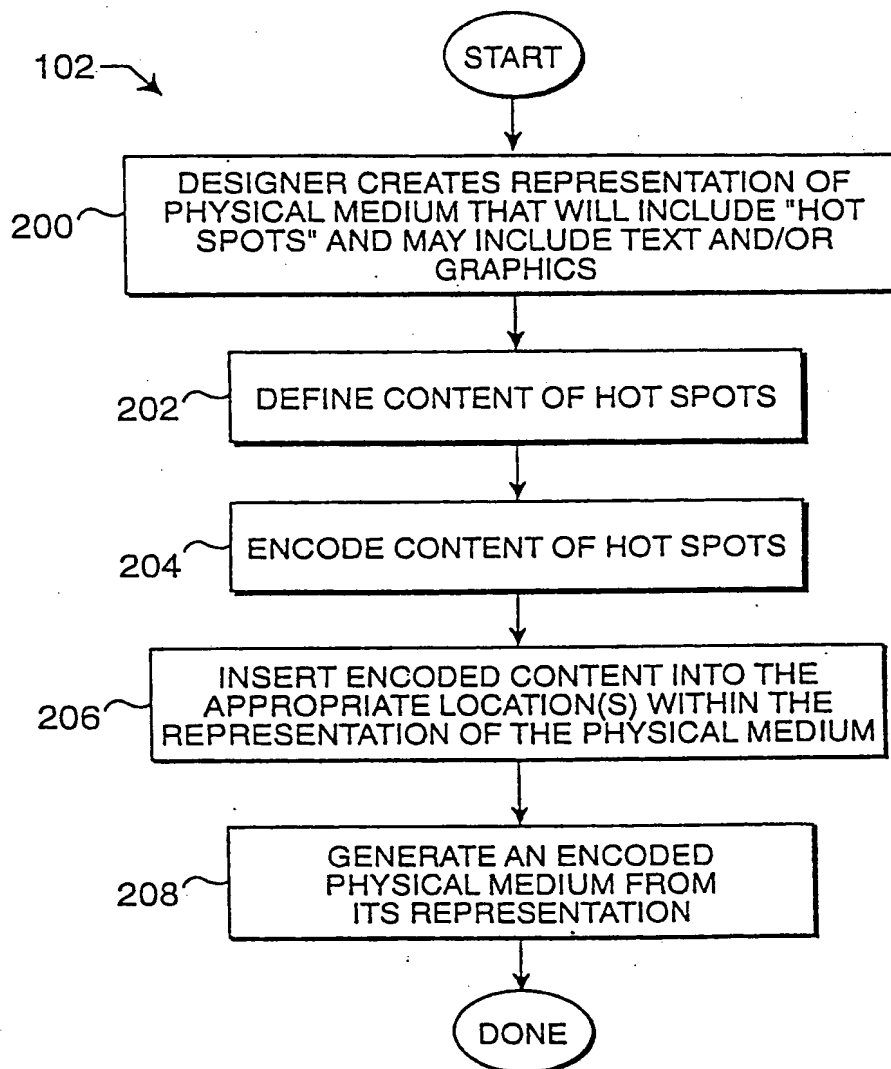 START
102
DESIGNER CREATES REPRESENTATION OF
PHYSICAL MEDIUM THAT WILL INCLUDE "HOT
SPOTS" AND MAY INCLUDE TEXT AND/OR
GRAPHICS
200
DEFINE CONTENT OF HOT SPOTS
202
ENCODE CONTENT OF HOT SPOTS
204
INSERT ENCODED CONTENT INTO THE
APPROPRIATE LOCATION(S) WITHIN THE
REPRESENTATION OF THE PHYSICAL MEDIUM
206
GENERATE AN ENCODED
PHYSICAL MEDIUM FROM
ITS REPRESENTATION
208
DONE